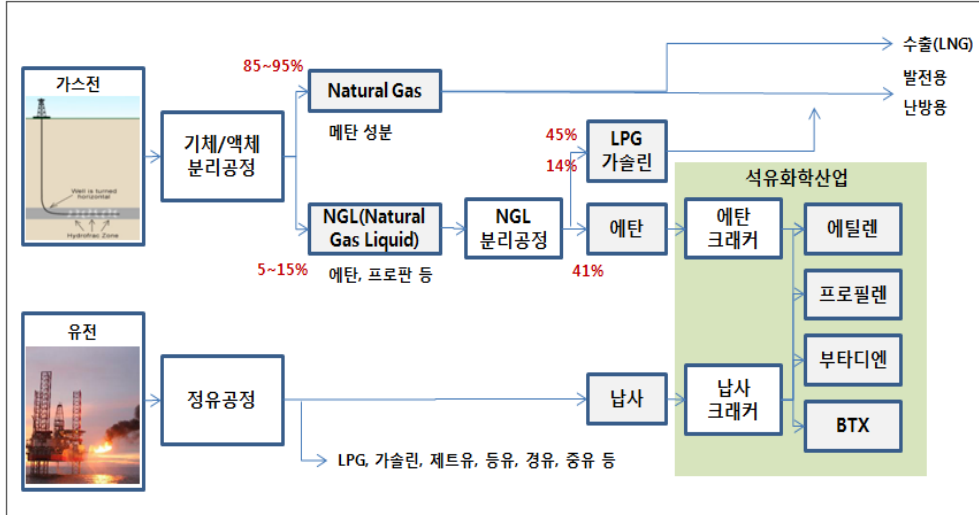 가스전
Well is turned
horizontal
Hydrofrac Zone
기체/액체
분리공정
85~95%
Natural Gas
메탄 성분
수출(LNG)
발전용
난방용
45%
14%
LPG
가솔린
5~15%
NGL(Natural
Gas Liquid)
에탄, 프로판 등
NGL
분리공정
41%
에탄
석유화학산업
에탄
크래커
에틸렌
프로필렌
부타디엔
BTX
유전
정유공정
납사
납사
크래커
LPG, 가솔린, 제트유, 등유, 경유, 중유 등